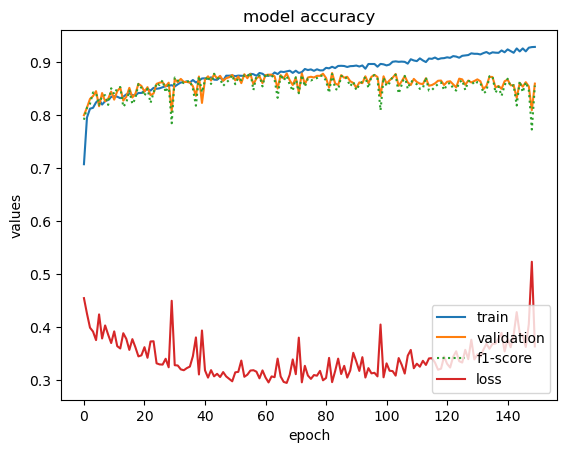 model accuracy
values
0.9
0.8
0.7
0.6
0.5
0.4
0.3
train
validation
f1-score
loss
0 20 40 60 80 100 120 140
epoch